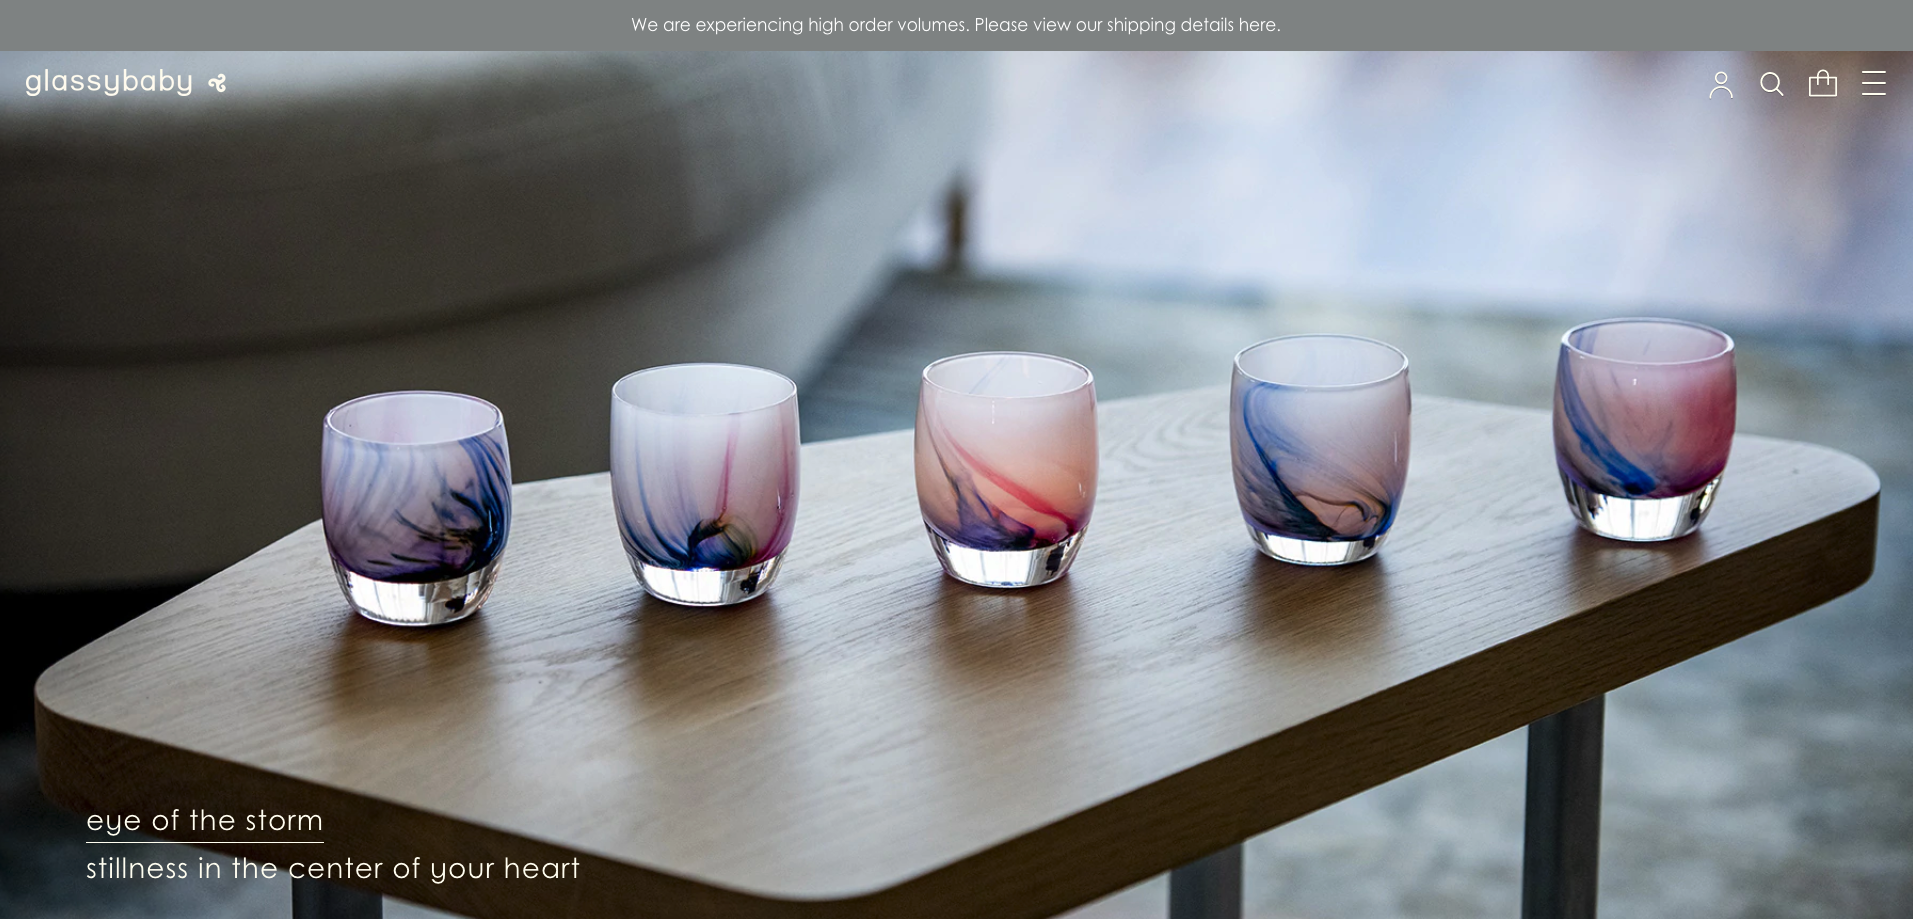 We are experiencing high order volumes. Please view our shipping details here.
glassybaby
eye of the storm
stillness in the center of your heart